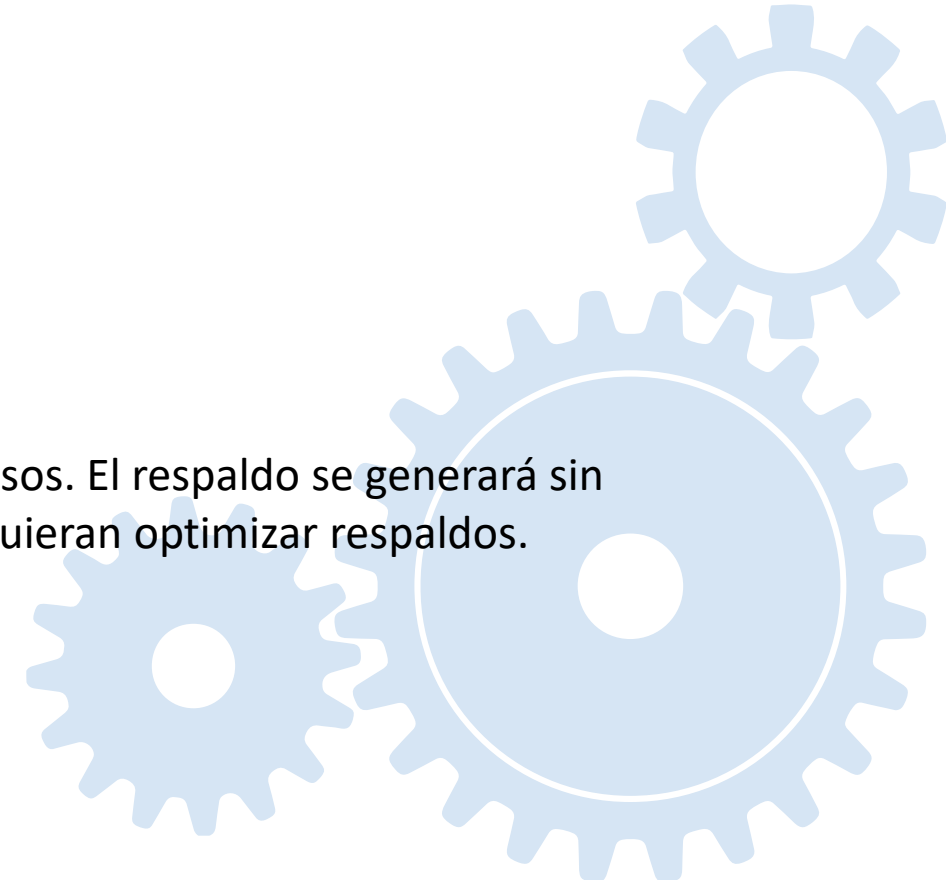 sos. El respaldo se generará sin
uieran optimizar respaldos.